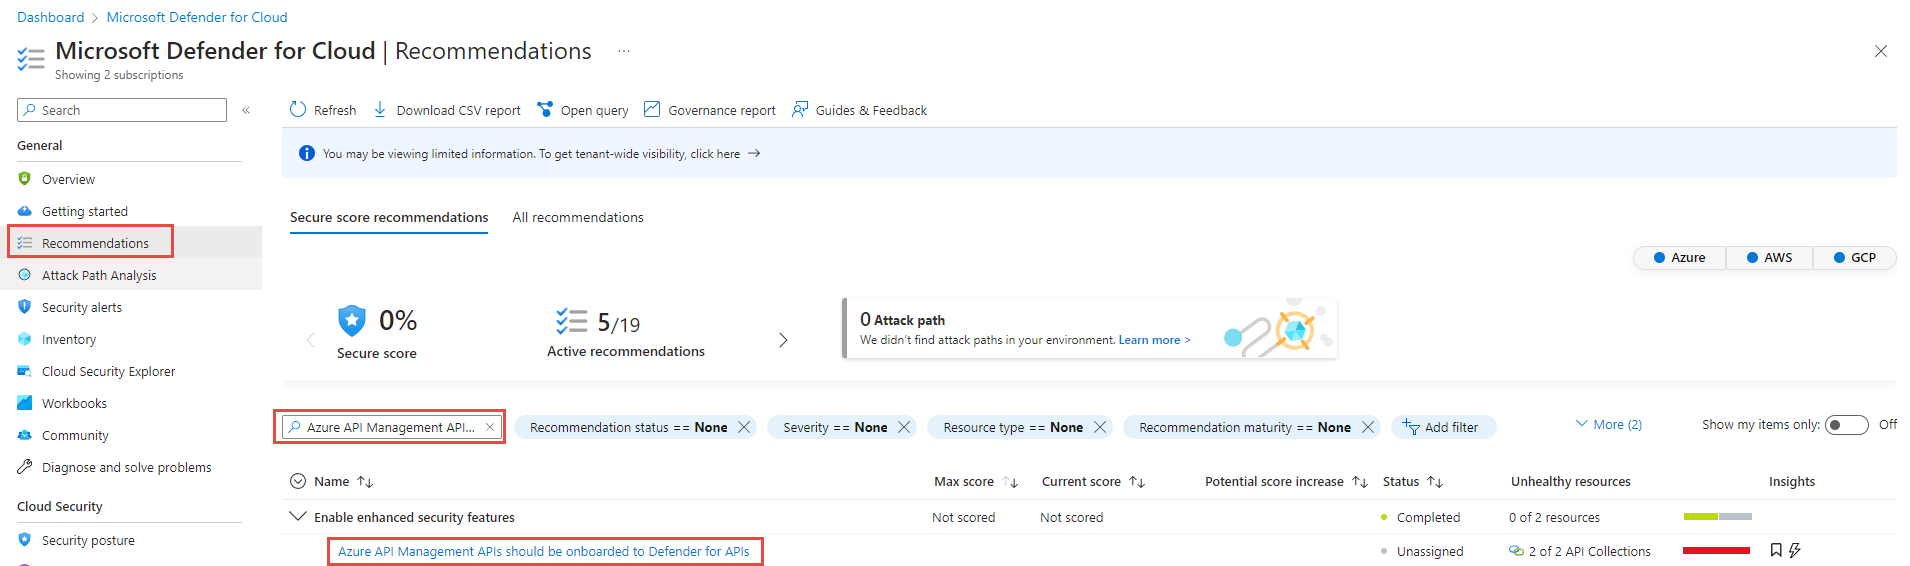 Dashboard > Microsoft Defender for Cloud
Microsoft Defender for Cloud | Recommendations ...
Showing 2 subscriptions
Search «
Refresh Download CSV report Open query Governance report Guides & Feedback
You may be viewing limited information. To get tenant-wide visibility, click here →
General
Overview
Getting started
Recommendations
Attack Path Analysis
Security alerts
Inventory
Cloud Security Explorer
Workbooks
Community
Diagnose and solve problems
Cloud Security
Security posture
Secure score recommendations All recommendations
Azure AWS GCP
0%
Secure score
5/19
Active recommendations
0 Attack path
We didn't find attack paths in your environment. Learn more >
Azure API Management API... Recommendation status == None Severity == None Resource type == None Recommendation maturity == None Add filter More (2) Show my items only: Off
Name Max score Current score Potential score increase Status Unhealthy resources Insights
Enable enhanced security features Not scored Not scored Completed 0 of 2 resources
Azure API Management APIs should be onboarded to Defender for APIs Unassigned 2 of 2 API Collections